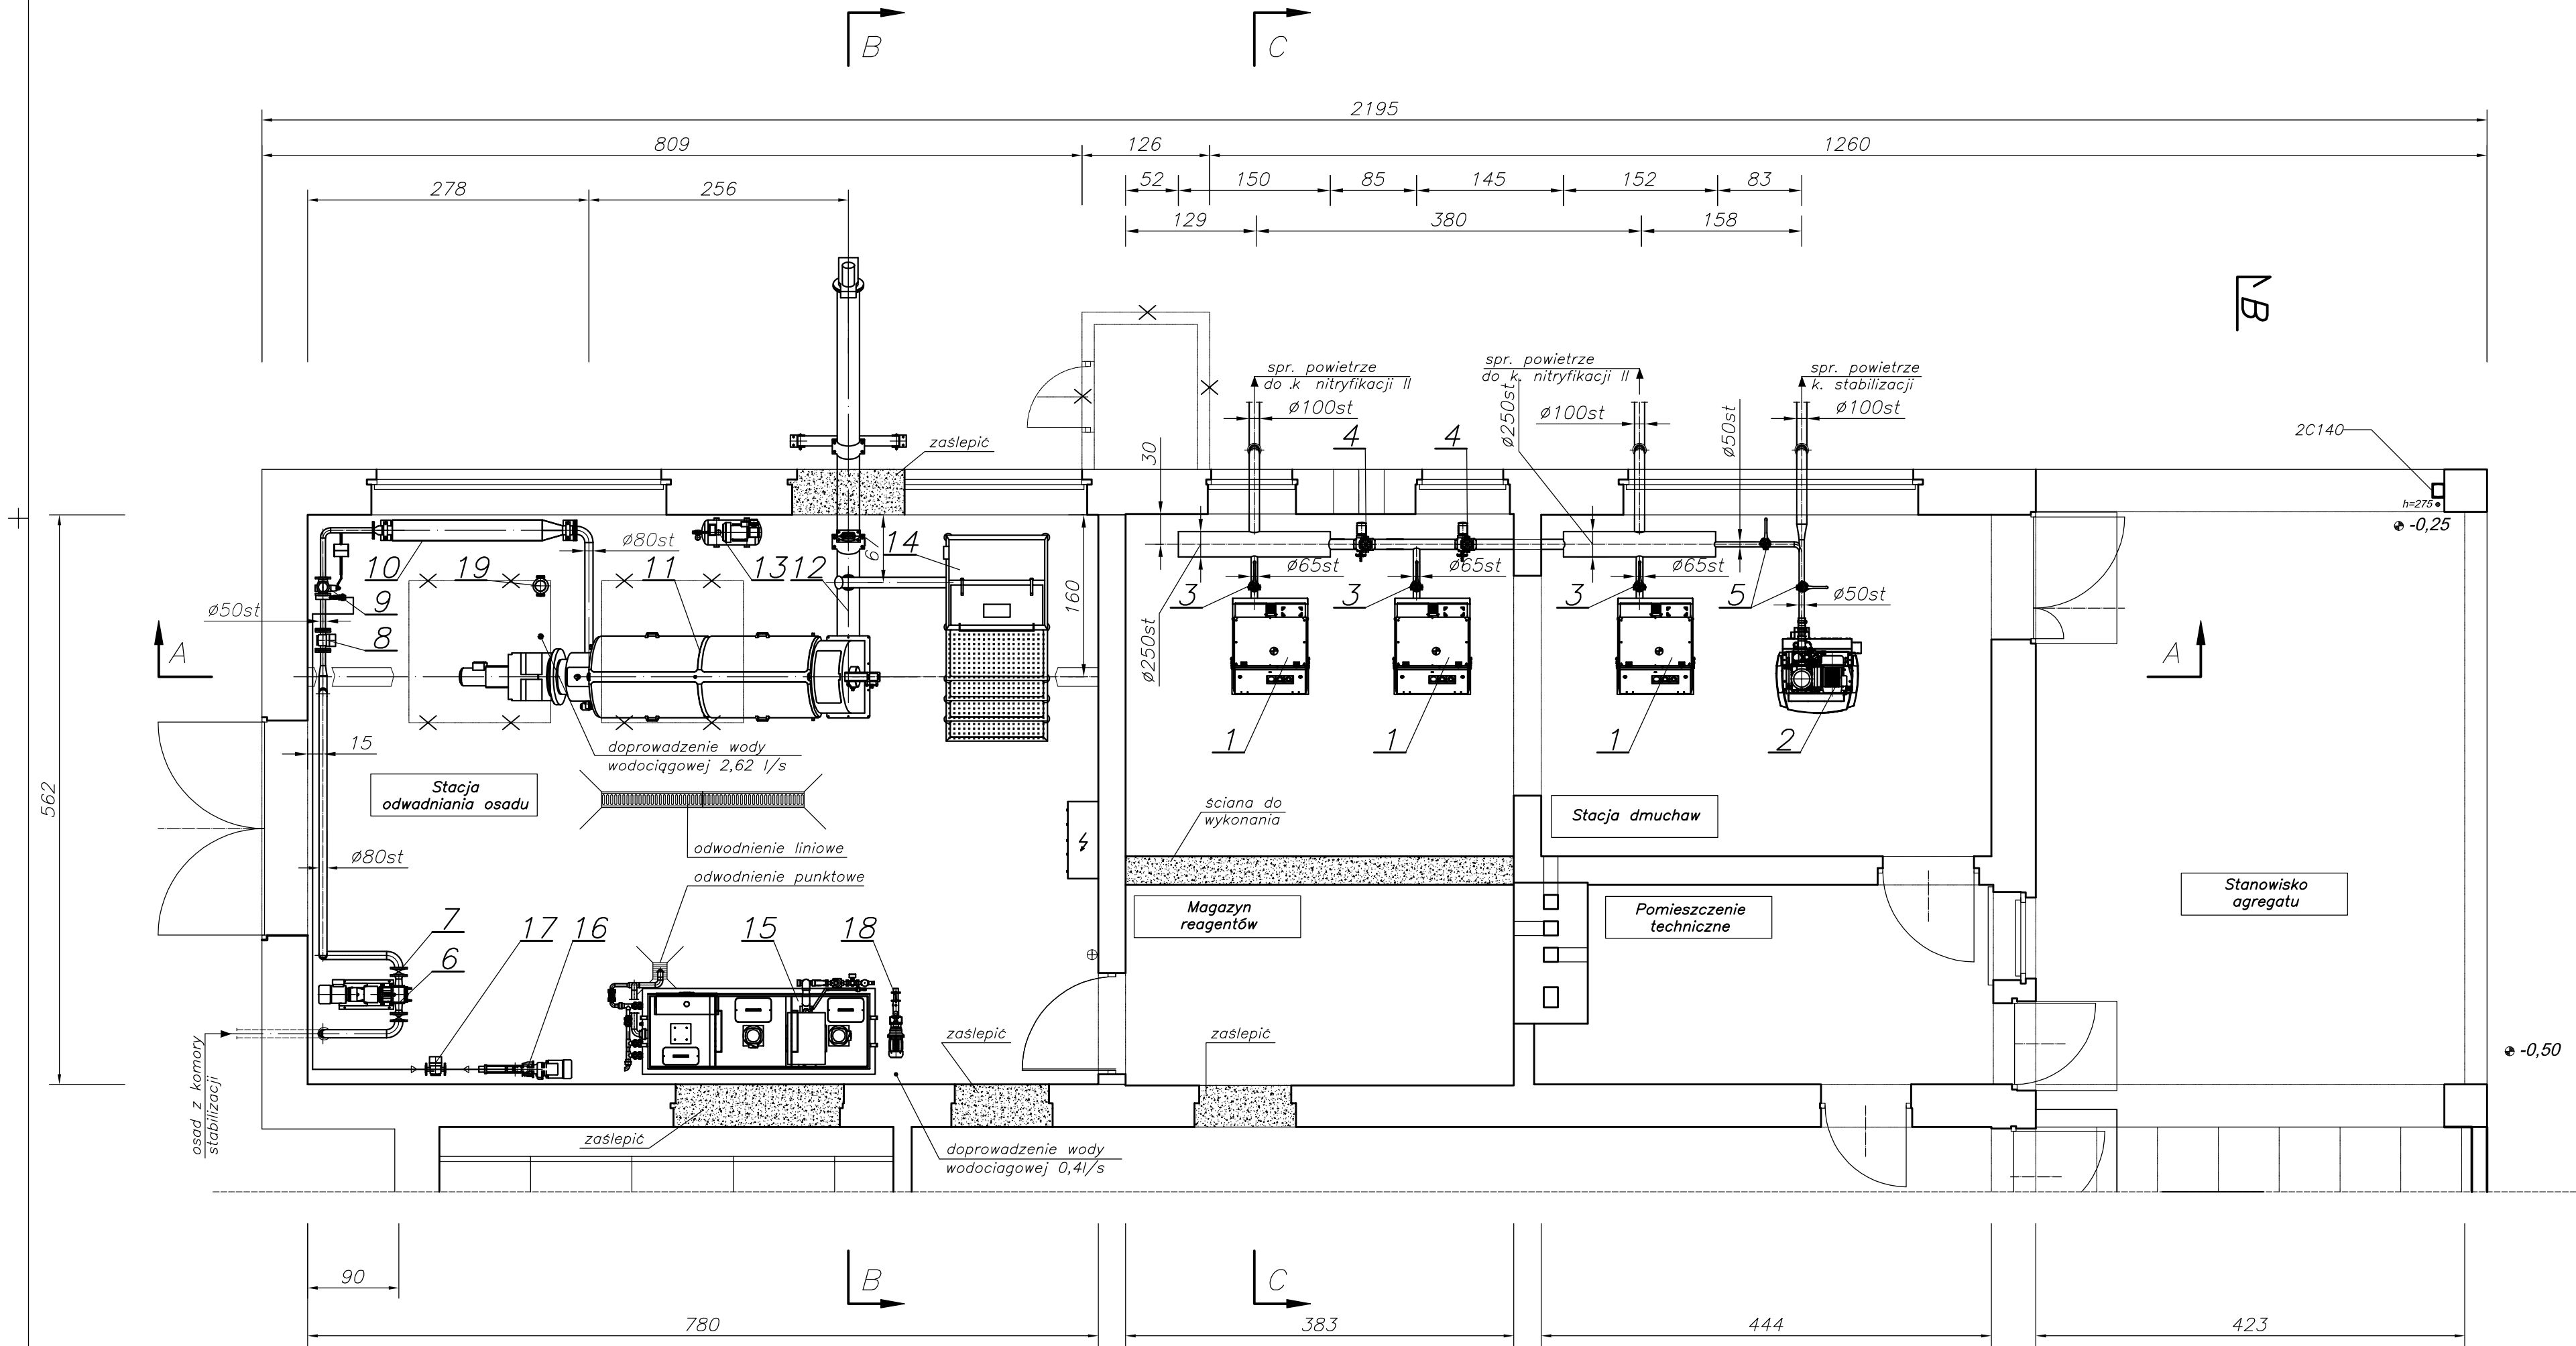 B
C
2195
809
126
1260
278
256
52
150
85
145
152
83
129
380
158
B
spr. powietrze
do .k nitryfikacji II
spr. powietrze
do k. nitryfikacji II
spr. powietrze
k. stabilizacji
ø100st
ø250st
ø100st
ø50st
ø100st
2C140
zaślepić
30
4
4
h=275
-0,25
ø80st
67
14
10
19
11
13
12
160
ø65st
ø65st
ø65st
9
3
3
3
5
ø50st
ø50st
8
ø250st
A
A
15
doprowadzenie wody
wodociągowej 2,62 l/s
1
1
1
2
562
Stacja
odwadniania osadu
ściana do
wykonania
Stacja dmuchaw
odwodnienie liniowe
ø80st
odwodnienie punktowe
Stanowisko
agregatu
Magazyn
reagentów
Pomieszczenie
techniczne
7
17
16
15
18
6
osad z komory
stabilizacji
zaślepić
zaślepić
-0,50
zaślepić
doprowadzenie wody
wodociagowej 0,4l/s
90
B
C
780
383
444
423